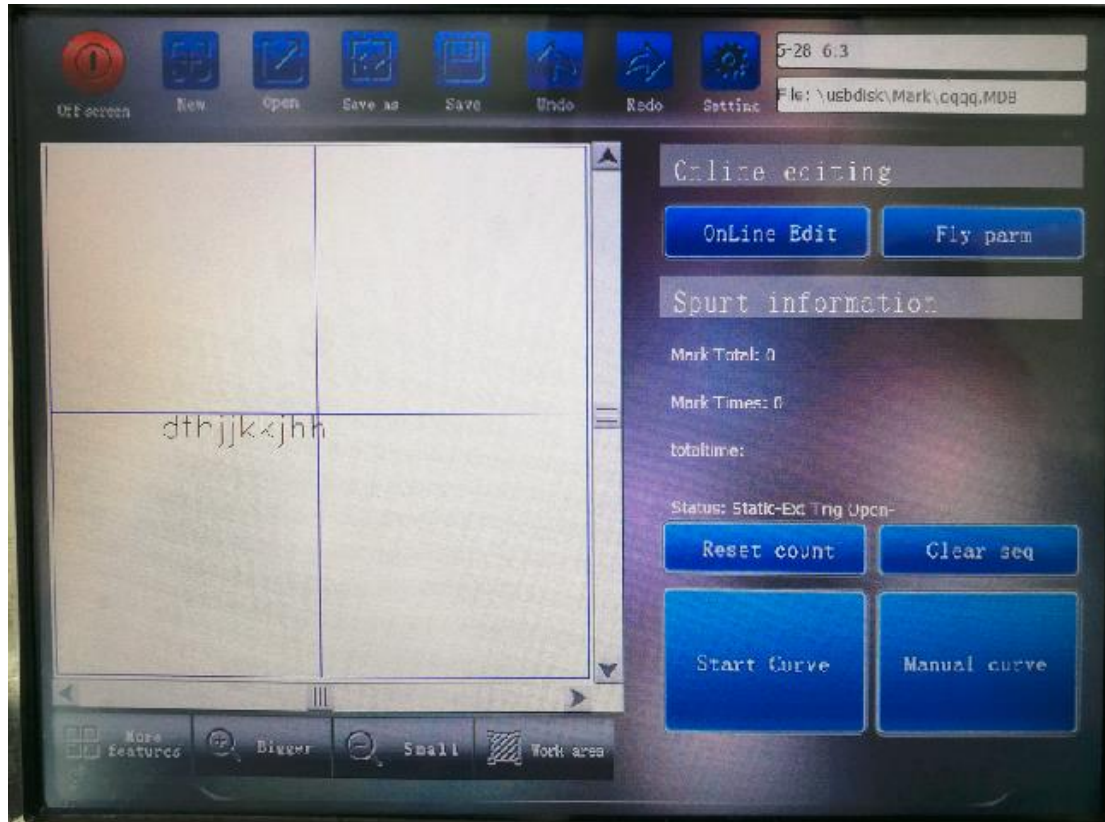 5-28 6.3
File: \usbdisk\Mark\qqqq.MDB
Off screen
New
Open
Save as
Save
Undo
Redo
Setting
Online editing
OnLine Edit
Fly parm
Spurt information
Mark Total: 0
Mark Times: 0
totaltime:
Status: Static-Ext Trig Open-
Reset count
Clear seq
Start Curve
Manual curve
dthjjkkjhh
More
features
Bigger
Small
Work area